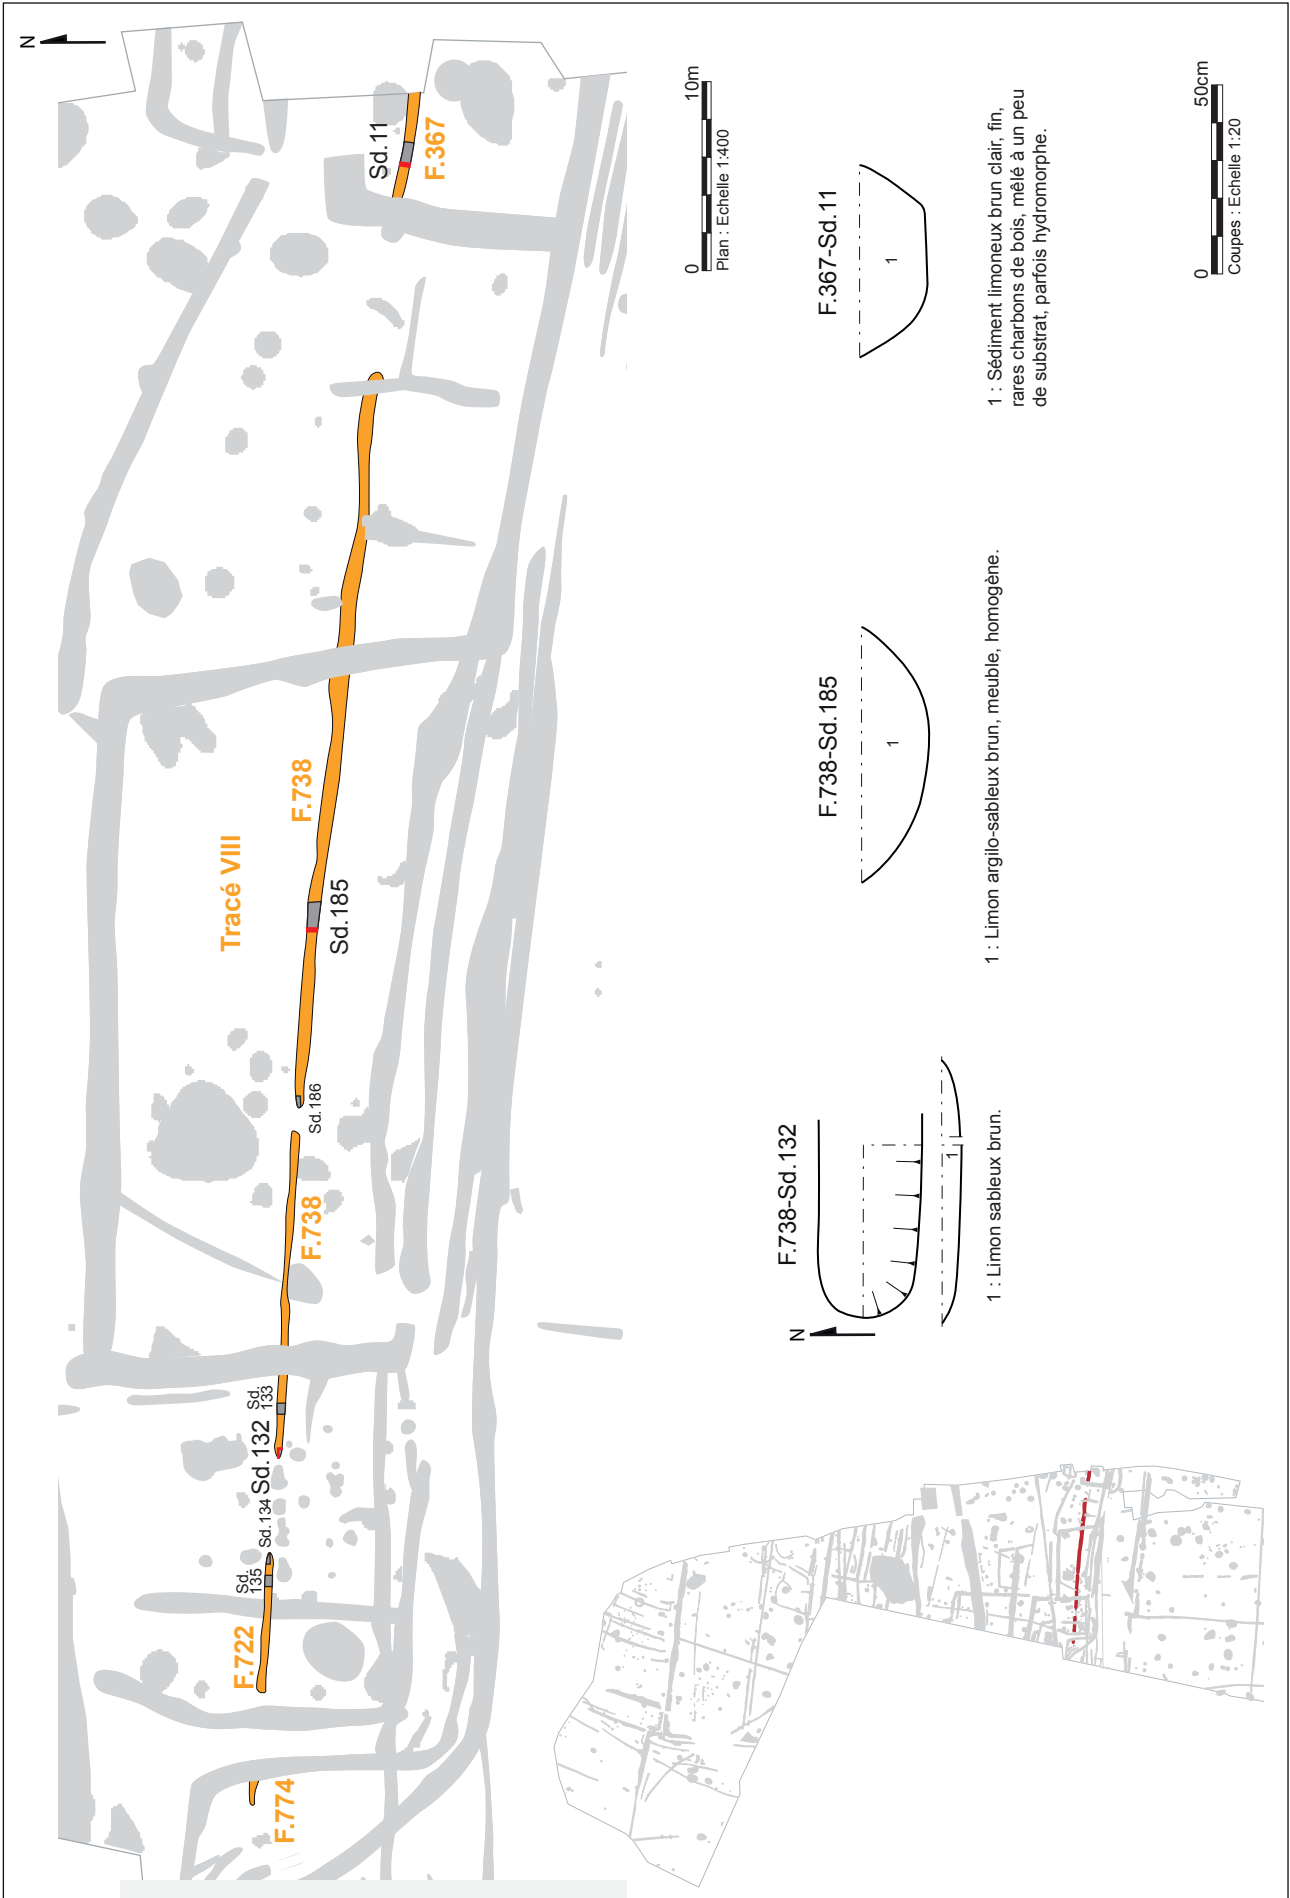 N
Tracé VIII
F.774
F.722
Sd.
135
Sd.134
Sd.132
Sd.
133
F.738
Sd.186
Sd.185
F.738
Sd.11
F.367
0
10m
Plan : Echelle 1:400
F.738-Sd.132
N
1
1 : Limon sableux brun.
F.738-Sd.185
1
1 : Limon argilo-sableux brun, meuble, homogène.
F.367-Sd.11
1
1 : Sédiment limoneux brun clair, fin,
rares charbons de bois, mêlé à un peu
de substrat, parfois hydromorphe.
0
50cm
Coupes : Echelle 1:20